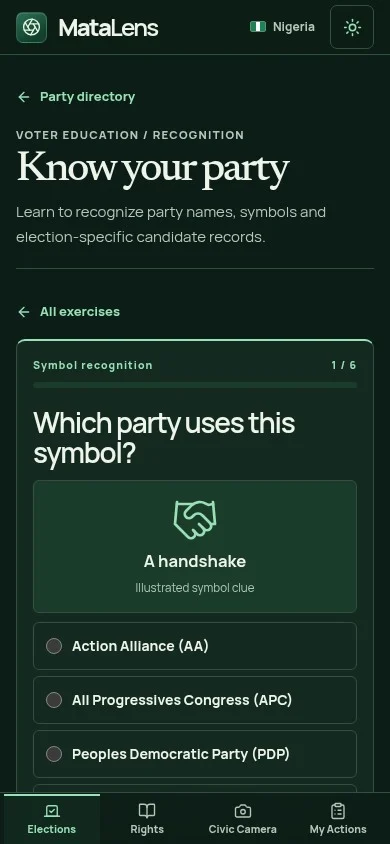 MataLens
Nigeria
Party directory
VOTER EDUCATION / RECOGNITION
Know your party
Learn to recognize party names, symbols and
election-specific candidate records.
All exercises
Symbol recognition
1 / 6
Which party uses this
symbol?
A handshake
Illustrated symbol clue
Action Alliance (AA)
All Progressives Congress (APC)
Peoples Democratic Party (PDP)
Elections
Rights
Civic Camera
My Actions